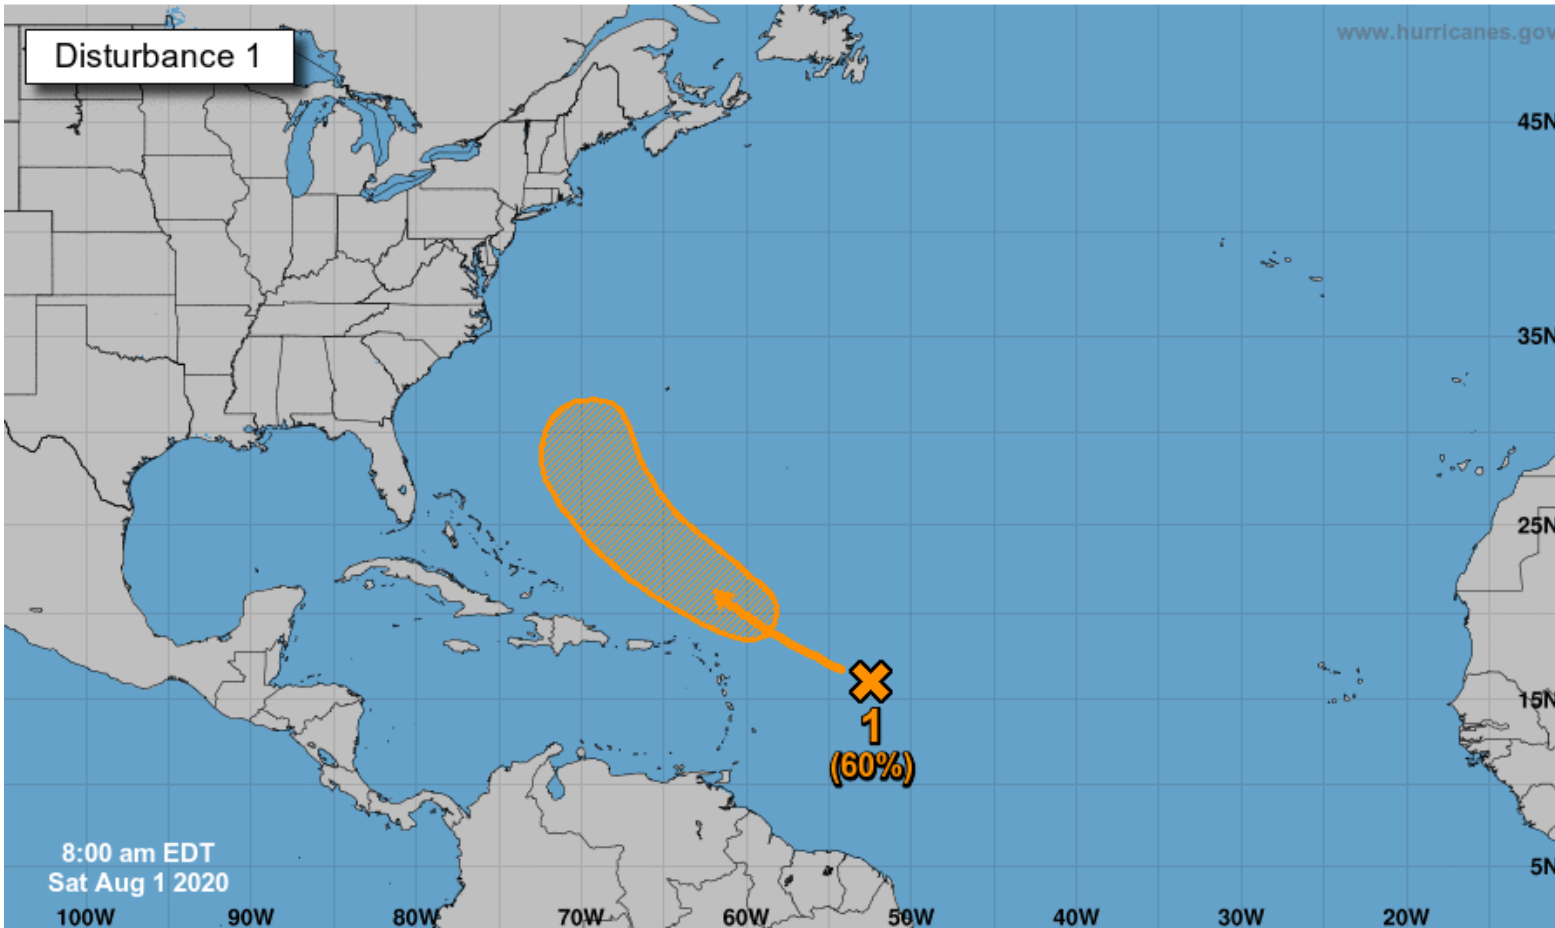 Disturbance 1
www.hurricanes.gov
45N
35N
25N
15N
1
(60%)
8:00 am EDT
5N
Sat Aug 1 2020
100W 90W 80W 70W 60W 50W 40W 30W 20W